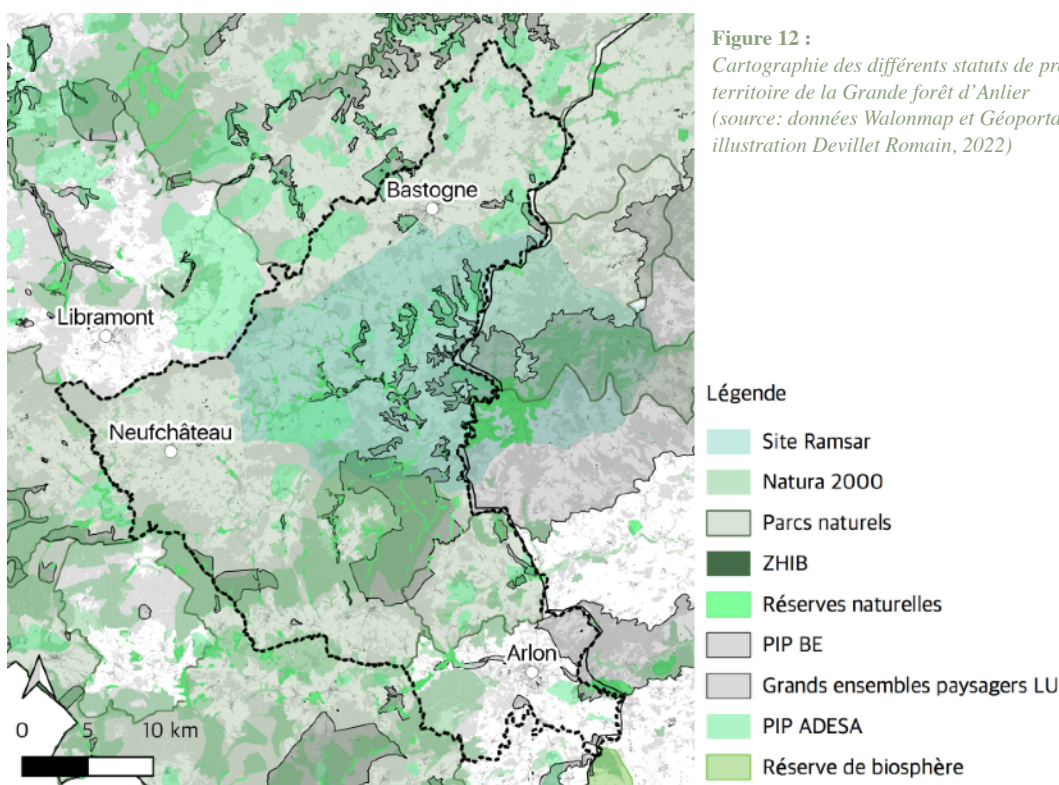 Figure 12 :
Cartographie des différents statuts de
territoire de la Grande forêt d'Anlier
(source: données Walonmap et
illustration Devillet Romain, 2022)
Bastogne
Libramont
Neufchâteau
Arlon
0 5 10 km
Légende
Site Ramsar
Natura 2000
Parcs naturels
ZHIB
Réserves naturelles
PIP BE
Grands ensembles paysagers LU
PIP ADESA
Réserve de biosphère